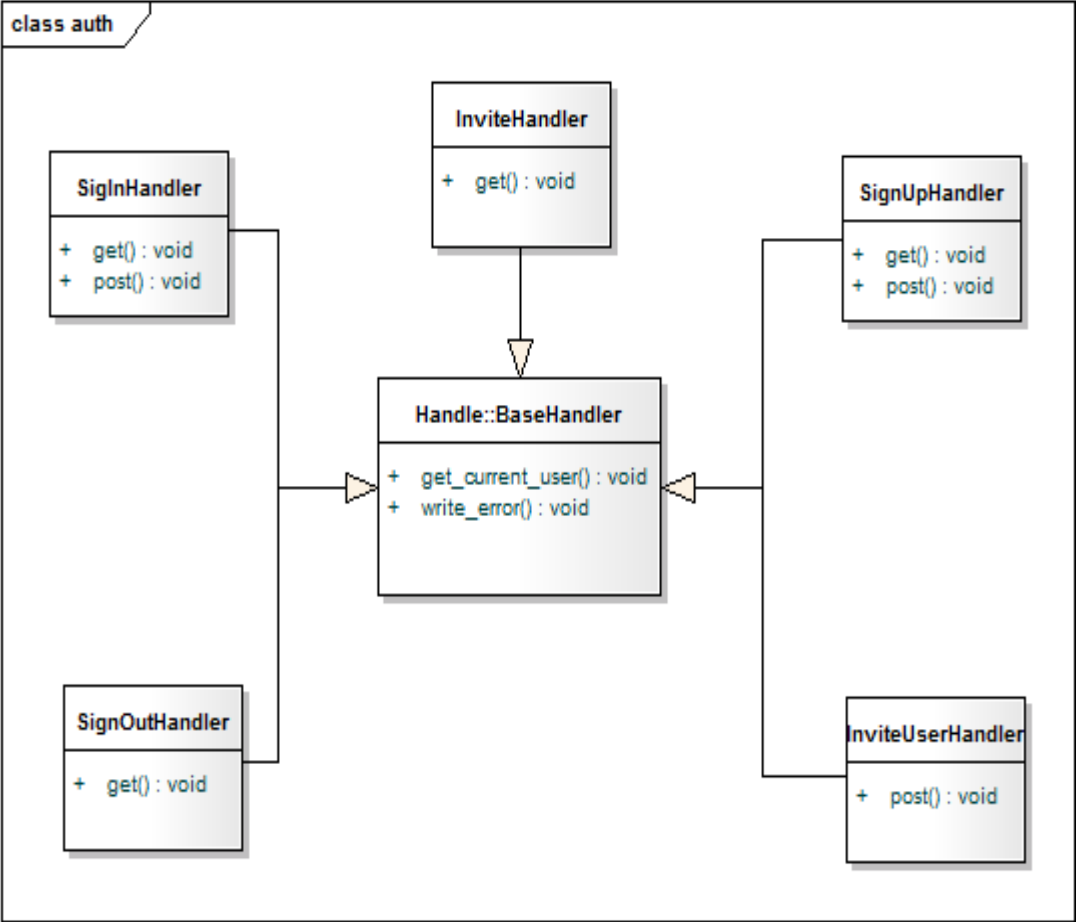 class auth
InviteHandler
+ get() : void
SigInHandler
+ get() : void
+ post() : void
SignUpHandler
+ get() : void
+ post() : void
Handle::BaseHandler
+ get_current_user() : void
+ write_error() : void
SignOutHandler
+ get() : void
InviteUserHandler
+ post() : void